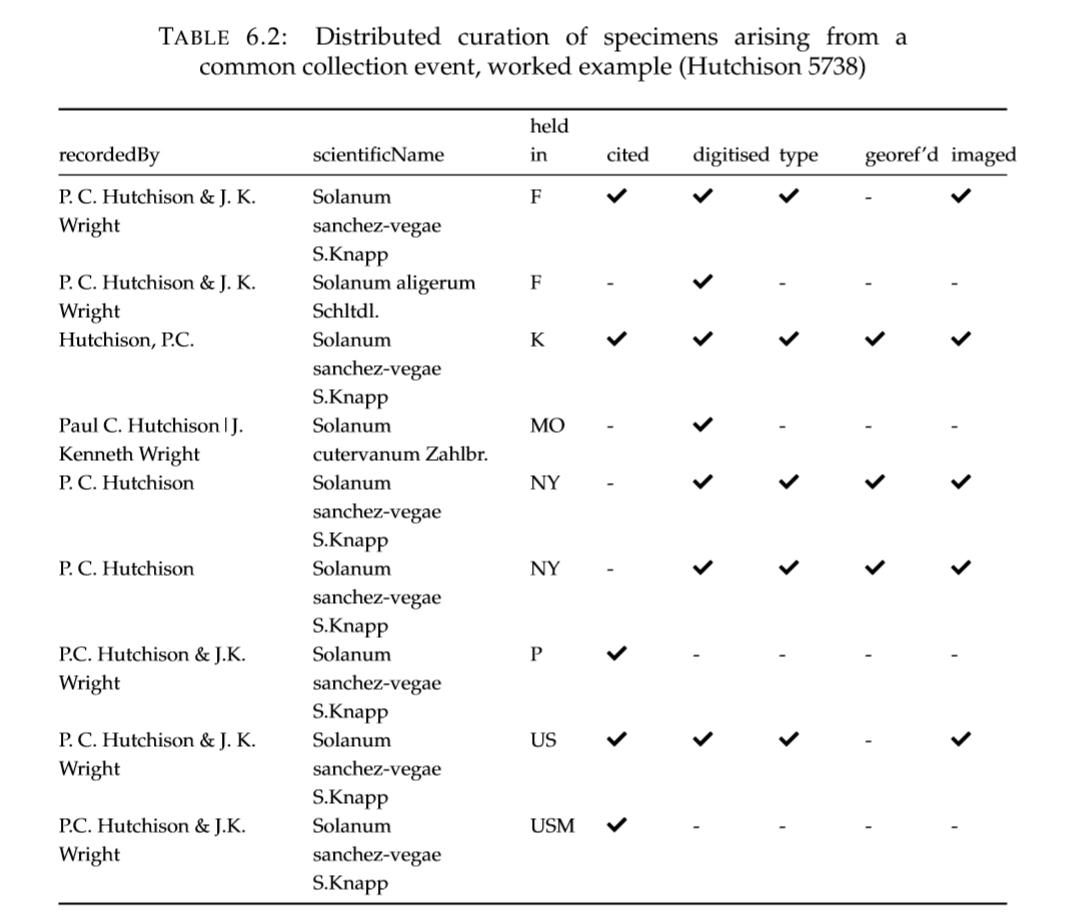 TABLE 6.2: Distributed curation of specimens arising from a
common collection event, worked example (Hutchison 5738)
held
recordedBy scientificName in cited digitised type georef’d imaged
P. C. Hutchison & J. K. Solanum F ✔ ✔ ✔ - ✔
Wright sanchez-vegae
S.Knapp
P. C. Hutchison & J. K. Solanum aligerum F - ✔ - - -
Wright Schltdl.
Hutchison, P.C. Solanum K ✔ ✔ ✔ ✔ ✔
sanchez-vegae
S.Knapp
Paul C. Hutchison|J. Solanum MO - ✔ - - -
Kenneth Wright cutervanum Zahlbr.
P. C. Hutchison Solanum NY - ✔ ✔ ✔ ✔
sanchez-vegae
S.Knapp
P. C. Hutchison Solanum NY - ✔ ✔ ✔ ✔
sanchez-vegae
S.Knapp
P.C. Hutchison & J.K. Solanum P ✔ - - - -
Wright sanchez-vegae
S.Knapp
P. C. Hutchison & J. K. Solanum US ✔ ✔ ✔ - ✔
Wright sanchez-vegae
S.Knapp
P.C. Hutchison & J.K. Solanum USM ✔ - - - -
Wright sanchez-vegae
S.Knapp